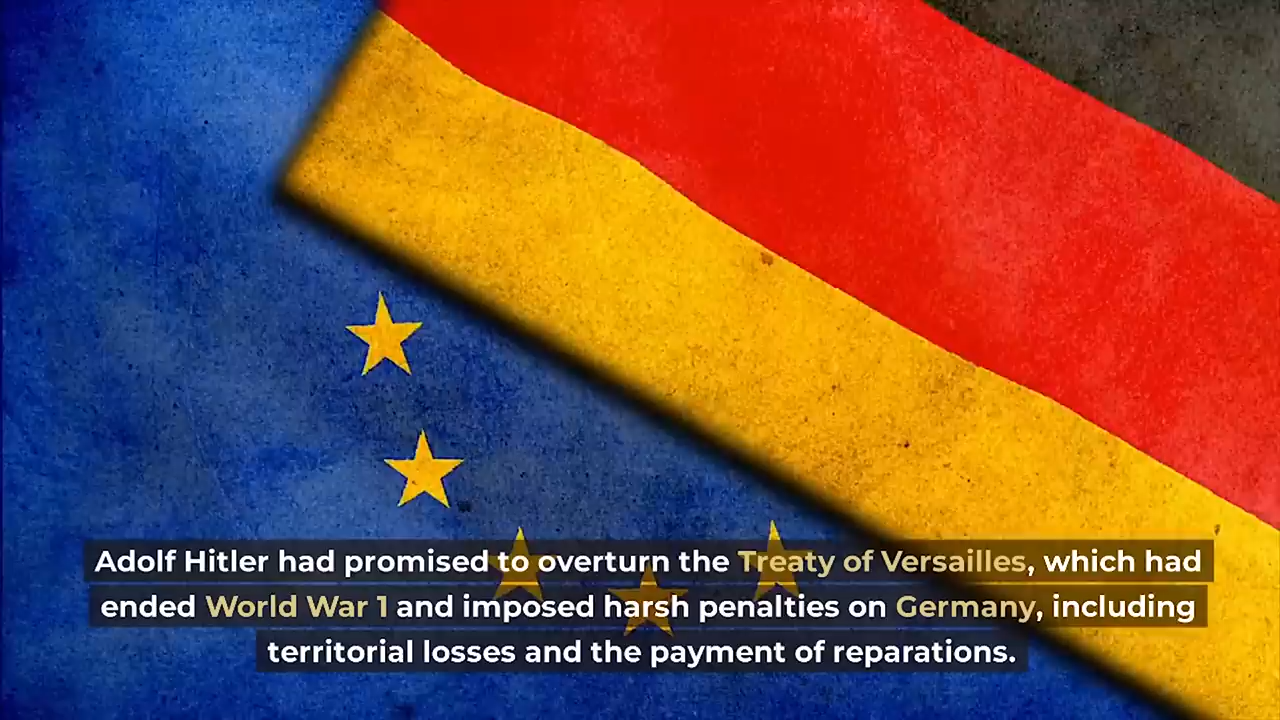 Adolf Hitler had promised to overturn the Treaty of Versailles, which had
ended World War 1 and imposed harsh penalties on Germany, including
territorial losses and the payment of reparations.